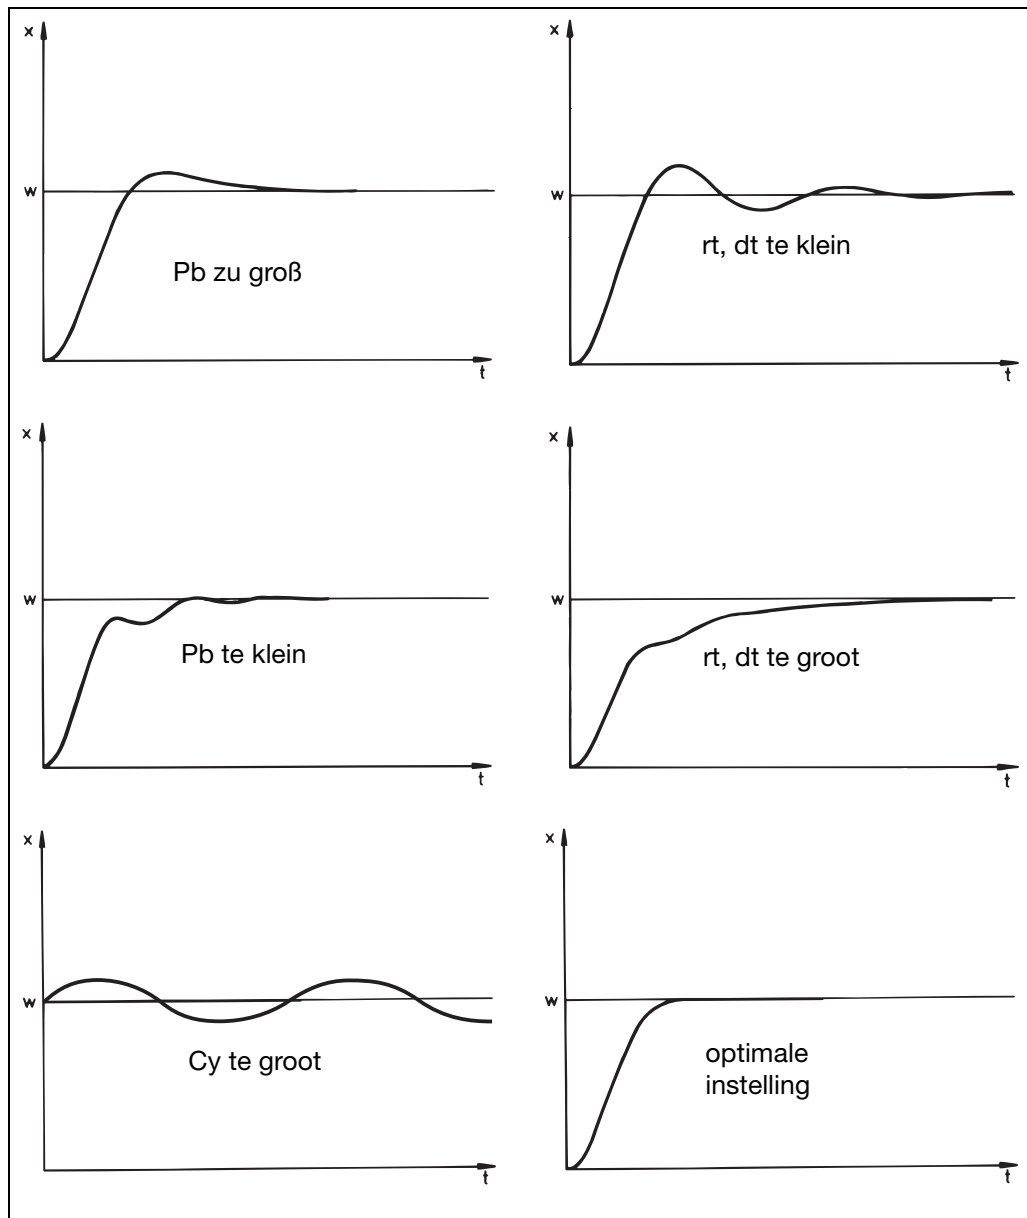 x
w
Pb zu groß
t
x
w
rt, dt te klein
t
x
w
Pb te klein
t
x
w
rt, dt te groot
t
x
w
Cy te groot
t
x
w
optimale
instelling
t